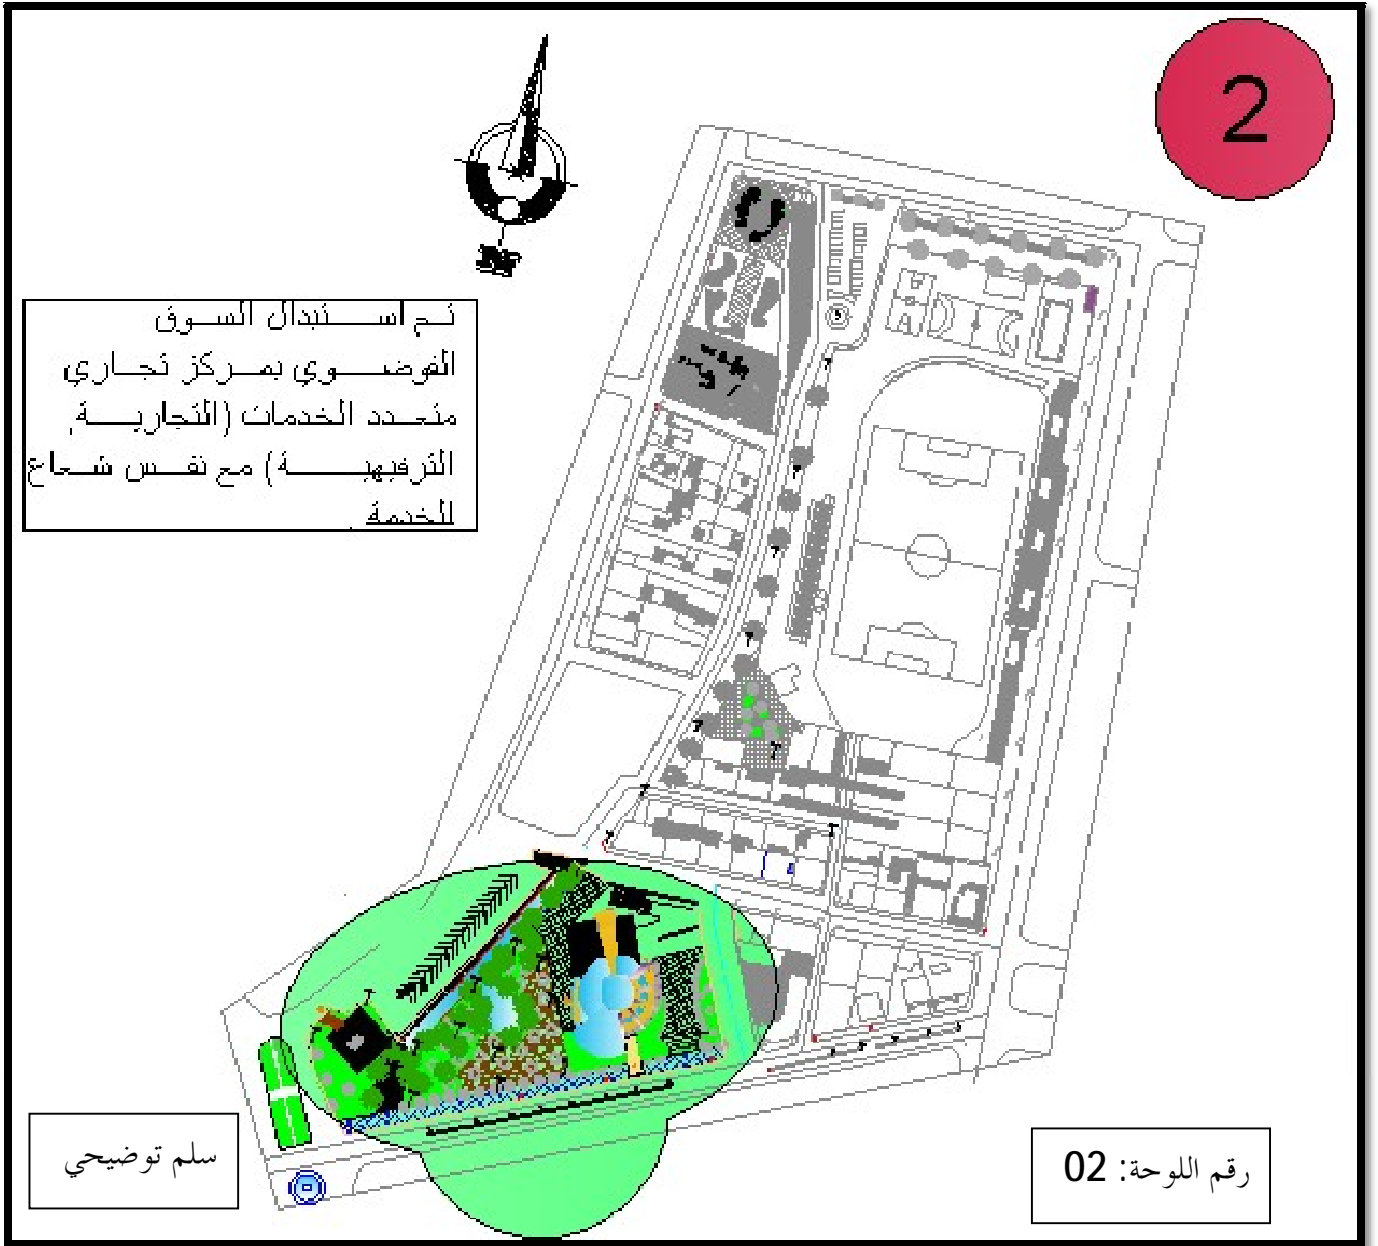 2
تم استبدال السوق
الفوضوي بمركز تجاري
متعدد الخدمات (التجارية,
الترفيهية) مع نفس شعاع
الخدمة.
سلم توضيحي
رقم اللوحة: 02